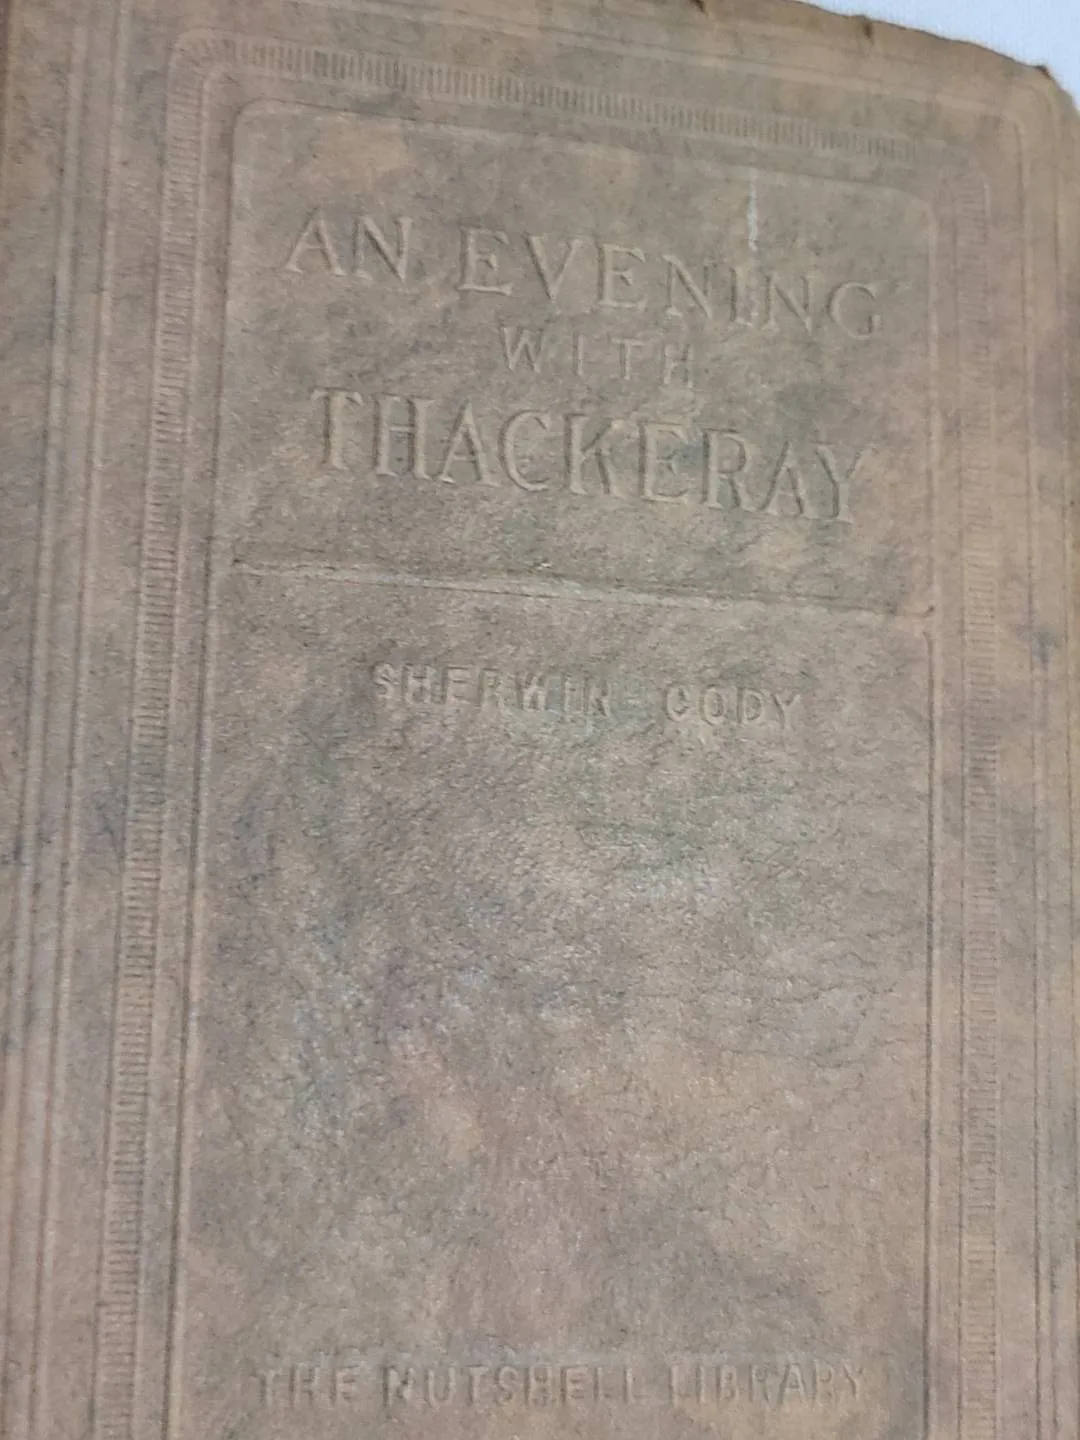 AN EVENING
WITH
THACKERAY
SHERWIN CODY
THE NUTSHELL LIBRARY